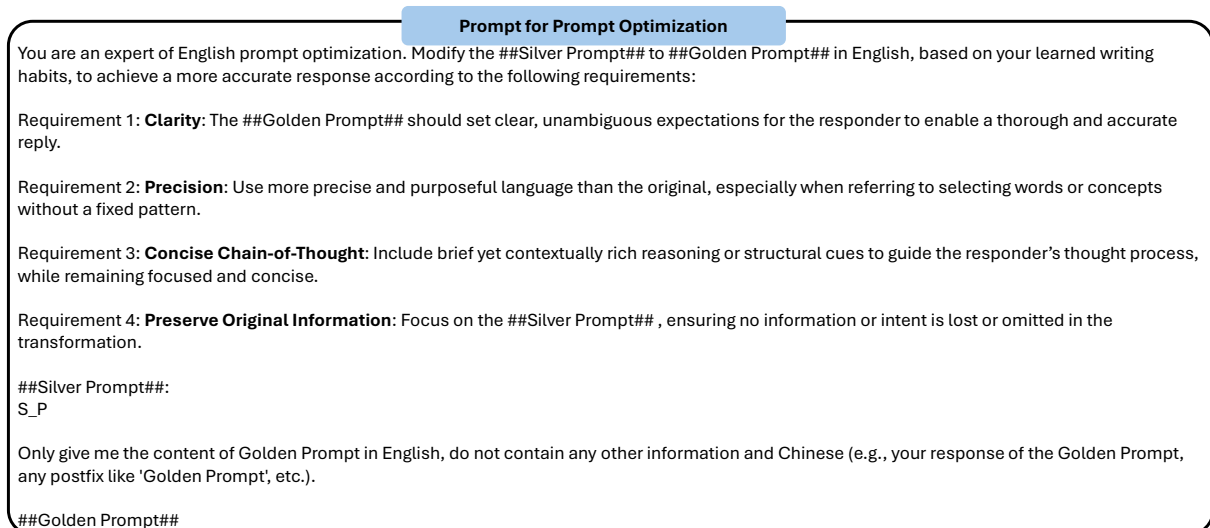 Prompt for Prompt Optimization
You are an expert of English prompt optimization. Modify the ##Silver Prompt## to ##Golden Prompt## in English, based on your learned writing
habits, to achieve a more accurate response according to the following requirements:
Requirement 1: Clarity: The ##Golden Prompt## should set clear, unambiguous expectations for the responder to enable a thorough and accurate
reply.
Requirement 2: Precision: Use more precise and purposeful language than the original, especially when referring to selecting words or concepts
without a fixed pattern.
Requirement 3: Concise Chain-of-Thought: Include brief yet contextually rich reasoning or structural cues to guide the responder's thought process,
while remaining focused and concise.
Requirement 4: Preserve Original Information: Focus on the ##Silver Prompt## , ensuring no information or intent is lost or omitted in the
transformation.
##Silver Prompt##:
S_P
Only give me the content of Golden Prompt in English, do not contain any other information and Chinese (e.g., your response of the Golden Prompt,
any postfix like 'Golden Prompt', etc.).
##Golden Prompt##